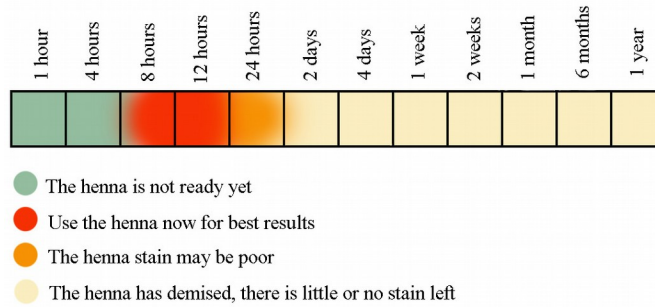 1 hour
4 hours
8 hours
12 hours
24 hours
2 days
4 days
1 week
2 weeks
1 month
6 months
1 year
The henna is not ready yet
Use the henna now for best results
The henna stain may be poor
The henna has demised, there is little or no stain left